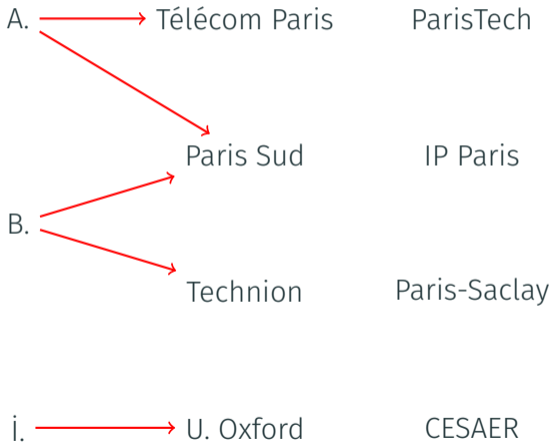 A. Télécom Paris ParisTech
Paris Sud IP Paris
B.
Technion Paris-Saclay
İ. U. Oxford CESAER